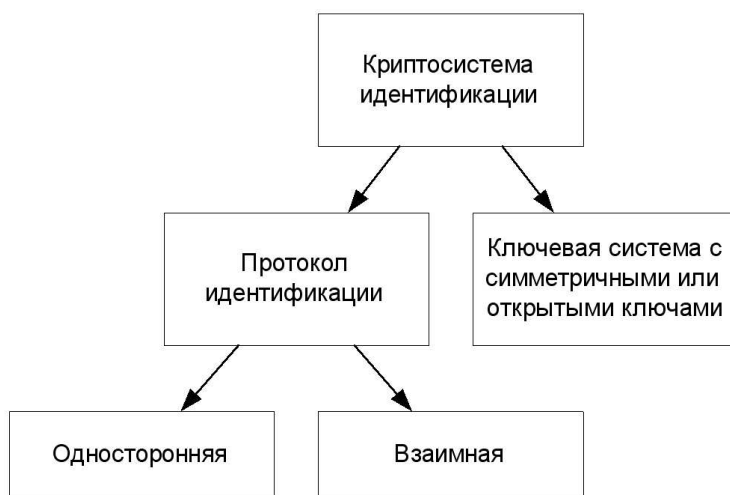 Криптосистема
идентификации
Протокол
идентификации
Ключевая система с
симметричными или
открытыми ключами
Односторонняя
Взаимная